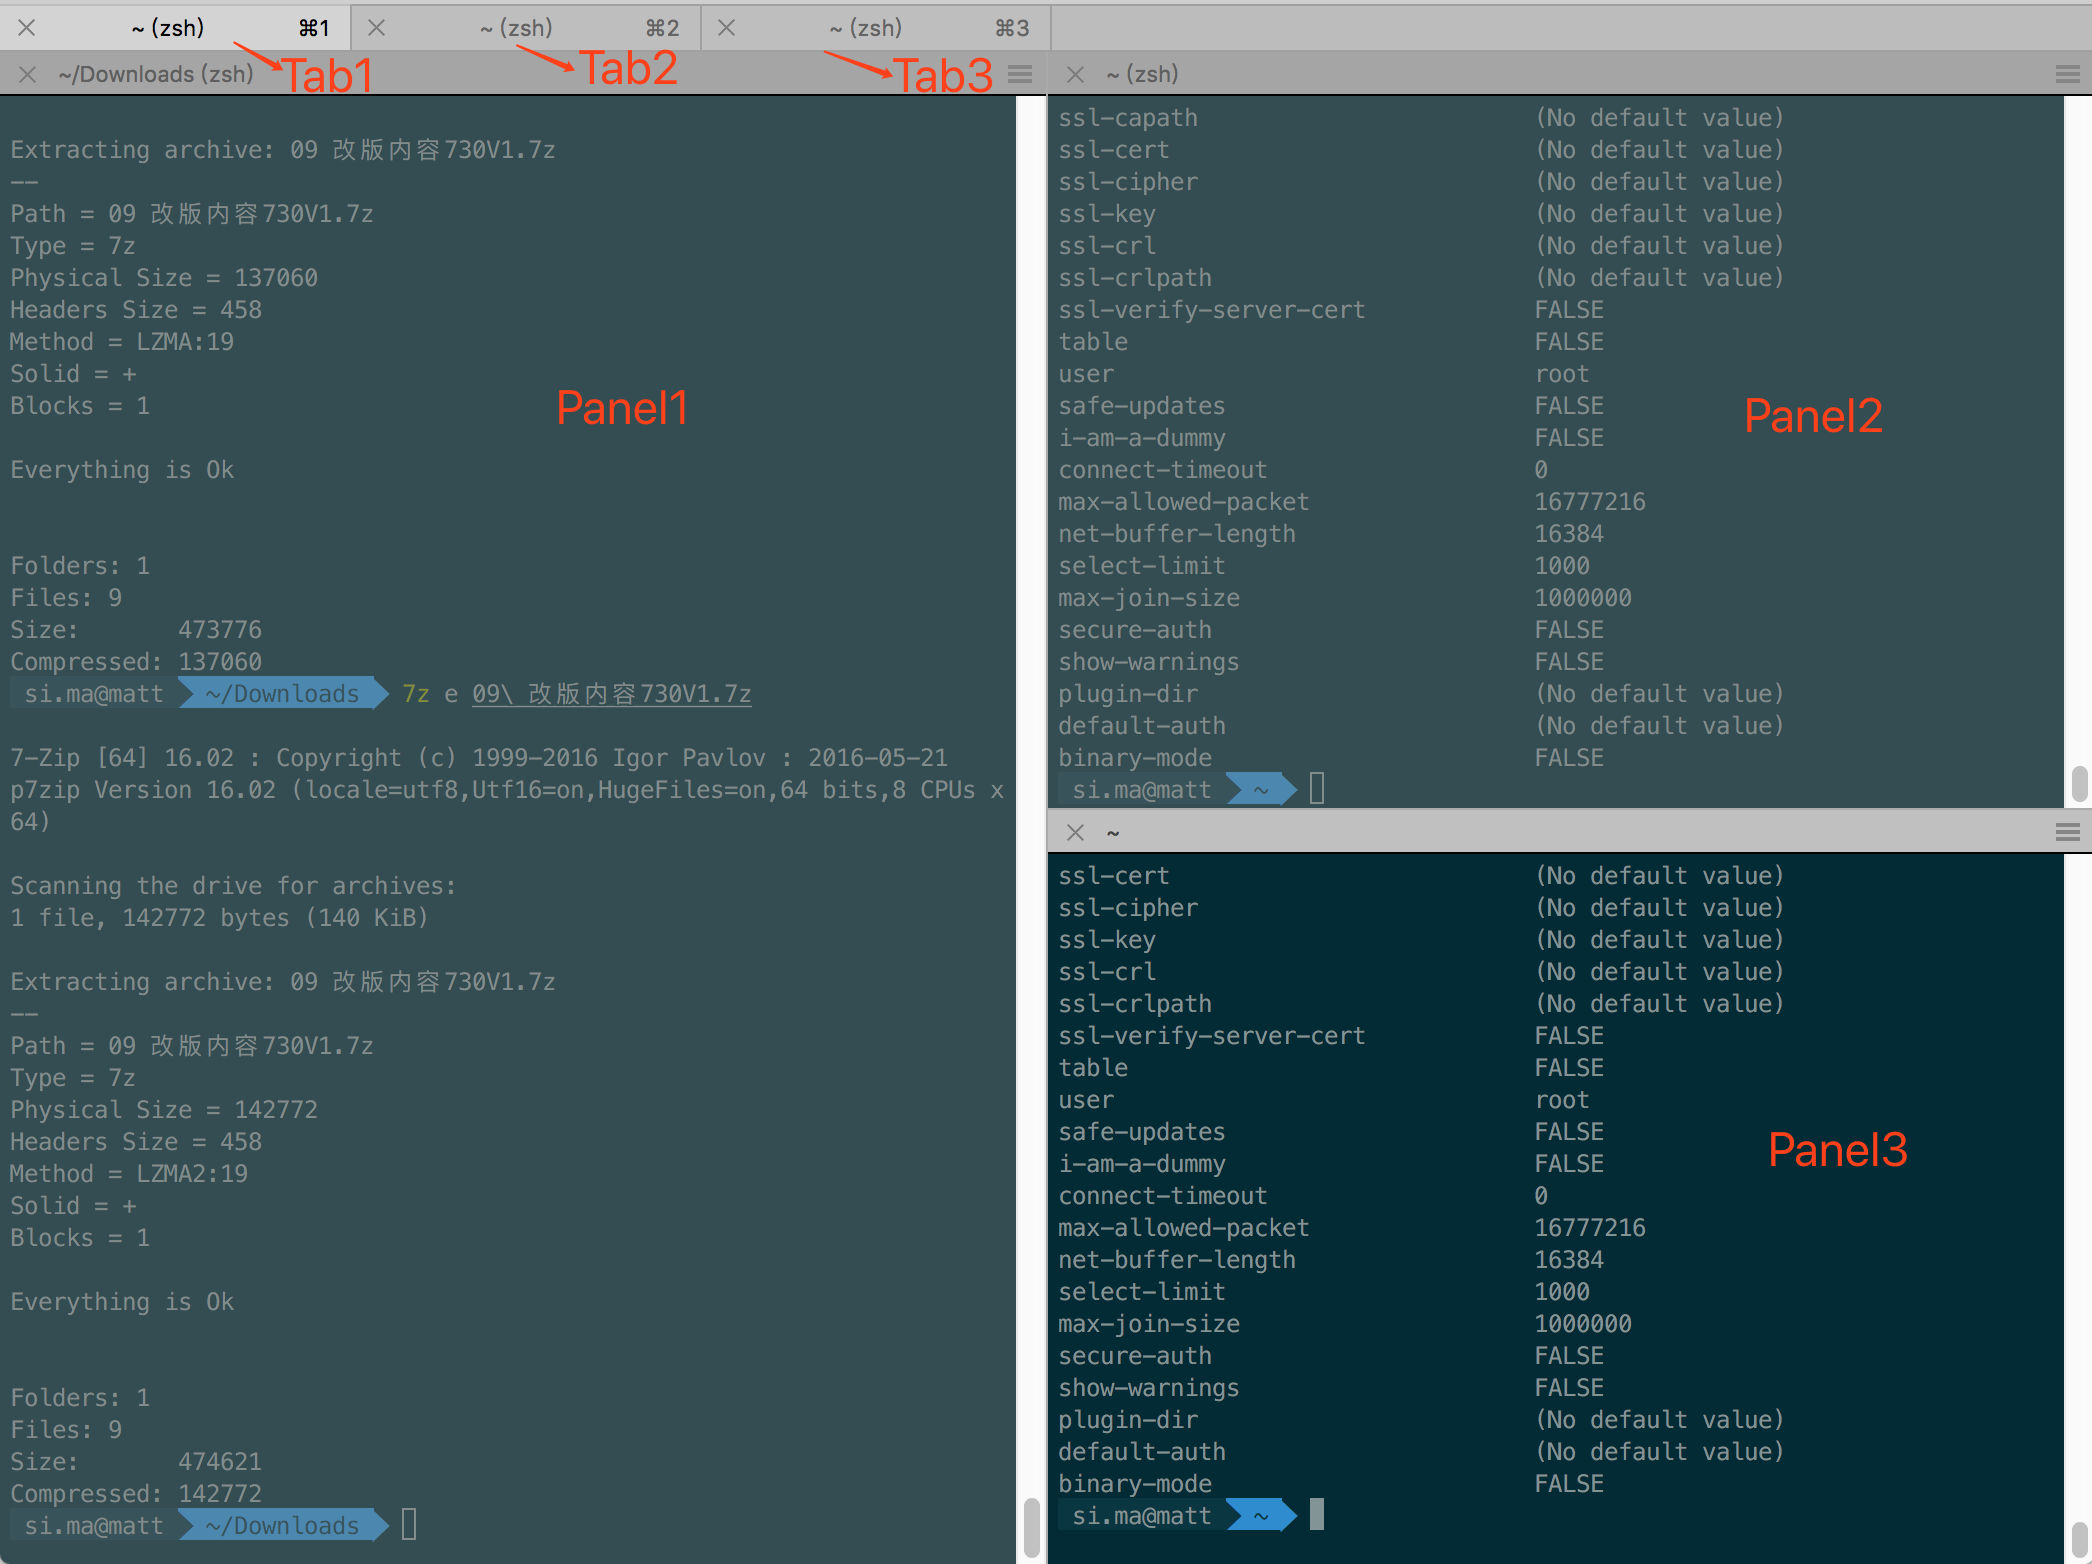 ~ (zsh) ⌘1
~ (zsh) ⌘2
~ (zsh) ⌘3
~/Downloads (zsh)
Tab1
Tab2
Tab3
~ (zsh)
Extracting archive: 09 改版内容730V1.7z
--
Path = 09 改版内容730V1.7z
Type = 7z
Physical Size = 137060
Headers Size = 458
Method = LZMA:19
Solid = +
Blocks = 1
Panel1
Everything is Ok
Folders: 1
Files: 9
Size: 473776
Compressed: 137060
si.ma@matt ~/Downloads 7z e 09\ 改版内容730V1.7z
7-Zip [64] 16.02 : Copyright (c) 1999-2016 Igor Pavlov : 2016-05-21
p7zip Version 16.02 (locale=utf8,Utf16=on,HugeFiles=on,64 bits,8 CPUs x
64)
Scanning the drive for archives:
1 file, 142772 bytes (140 KiB)
Extracting archive: 09 改版内容730V1.7z
--
Path = 09 改版内容730V1.7z
Type = 7z
Physical Size = 142772
Headers Size = 458
Method = LZMA2:19
Solid = +
Blocks = 1
Everything is Ok
Folders: 1
Files: 9
Size: 474621
Compressed: 142772
si.ma@matt ~/Downloads
ssl-capath (No default value)
ssl-cert (No default value)
ssl-cipher (No default value)
ssl-key (No default value)
ssl-crl (No default value)
ssl-crlpath (No default value)
ssl-verify-server-cert FALSE
table FALSE
user root
safe-updates FALSE
Panel2
i-am-a-dummy FALSE
connect-timeout 0
max-allowed-packet 16777216
net-buffer-length 16384
select-limit 1000
max-join-size 1000000
secure-auth FALSE
show-warnings FALSE
plugin-dir (No default value)
default-auth (No default value)
binary-mode FALSE
si.ma@matt ~
~
ssl-cert (No default value)
ssl-cipher (No default value)
ssl-key (No default value)
ssl-crl (No default value)
ssl-crlpath (No default value)
ssl-verify-server-cert FALSE
table FALSE
user root
safe-updates FALSE
Panel3
i-am-a-dummy FALSE
connect-timeout 0
max-allowed-packet 16777216
net-buffer-length 16384
select-limit 1000
max-join-size 1000000
secure-auth FALSE
show-warnings FALSE
plugin-dir (No default value)
default-auth (No default value)
binary-mode FALSE
si.ma@matt ~